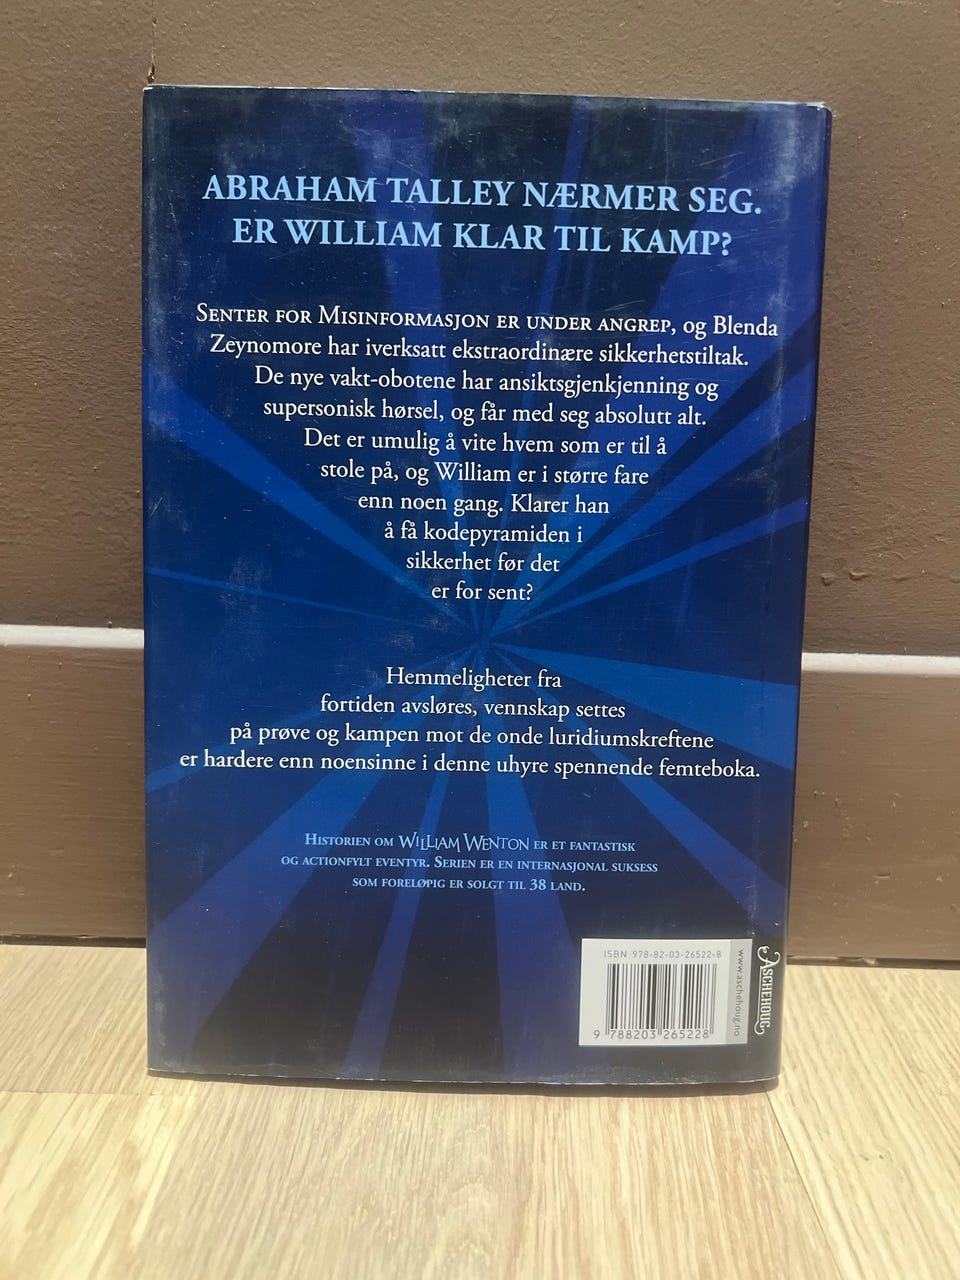 ABRAHAM TALLEY NÆRMER SEG.
ER WILLIAM KLAR TIL KAMP?
SENTER FOR MISINFORMASJON ER UNDER ANGREP, og Blenda
Zeynomore har iverksatt ekstraordinære sikkerhetstiltak.
De nye vakt-obotene har ansiktsgjenkjenning og
supersonisk hørsel, og får med seg absolutt alt.
Det er umulig å vite hvem som er til å
stole på, og William er i større fare
enn noen gang. Klarer han
å få kodepyramiden i
sikkerhet før det
er for sent?
Hemmeligheter fra
fortiden avsløres, vennskap settes
på prøve og kampen mot de onde luridiumskreftene
er hardere enn noensinne i denne uhyre spennende femteboka.
HISTORIEN OM WILLIAM WENTON ER ET FANTASTISK
OG ACTIONFYLT EVENTYR. SERIEN ER EN INTERNASJONAL SUKSESS
SOM FORELØPIG ER SOLGT TIL 38 LAND.
ISBN 978-82-03-26522-8
9 788203 265228
www.aschehoug.no
ASCHEHOUG